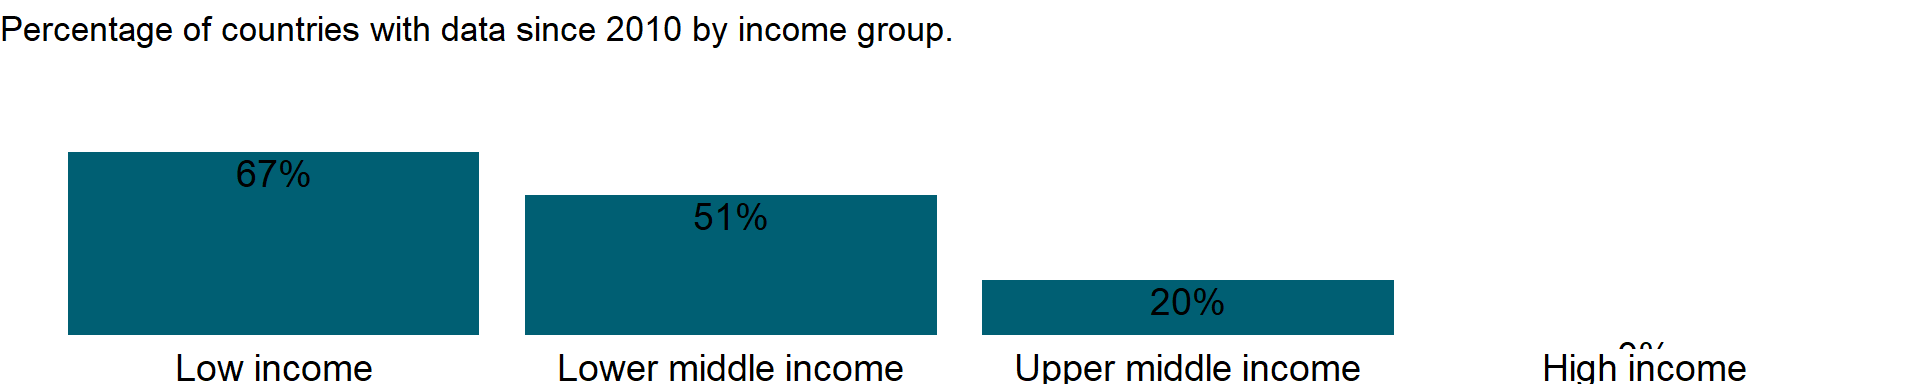 Percentage of countries with data since 2010 by income group.
67%
51%
20%
Low income
Lower middle income
Upper middle income
High income